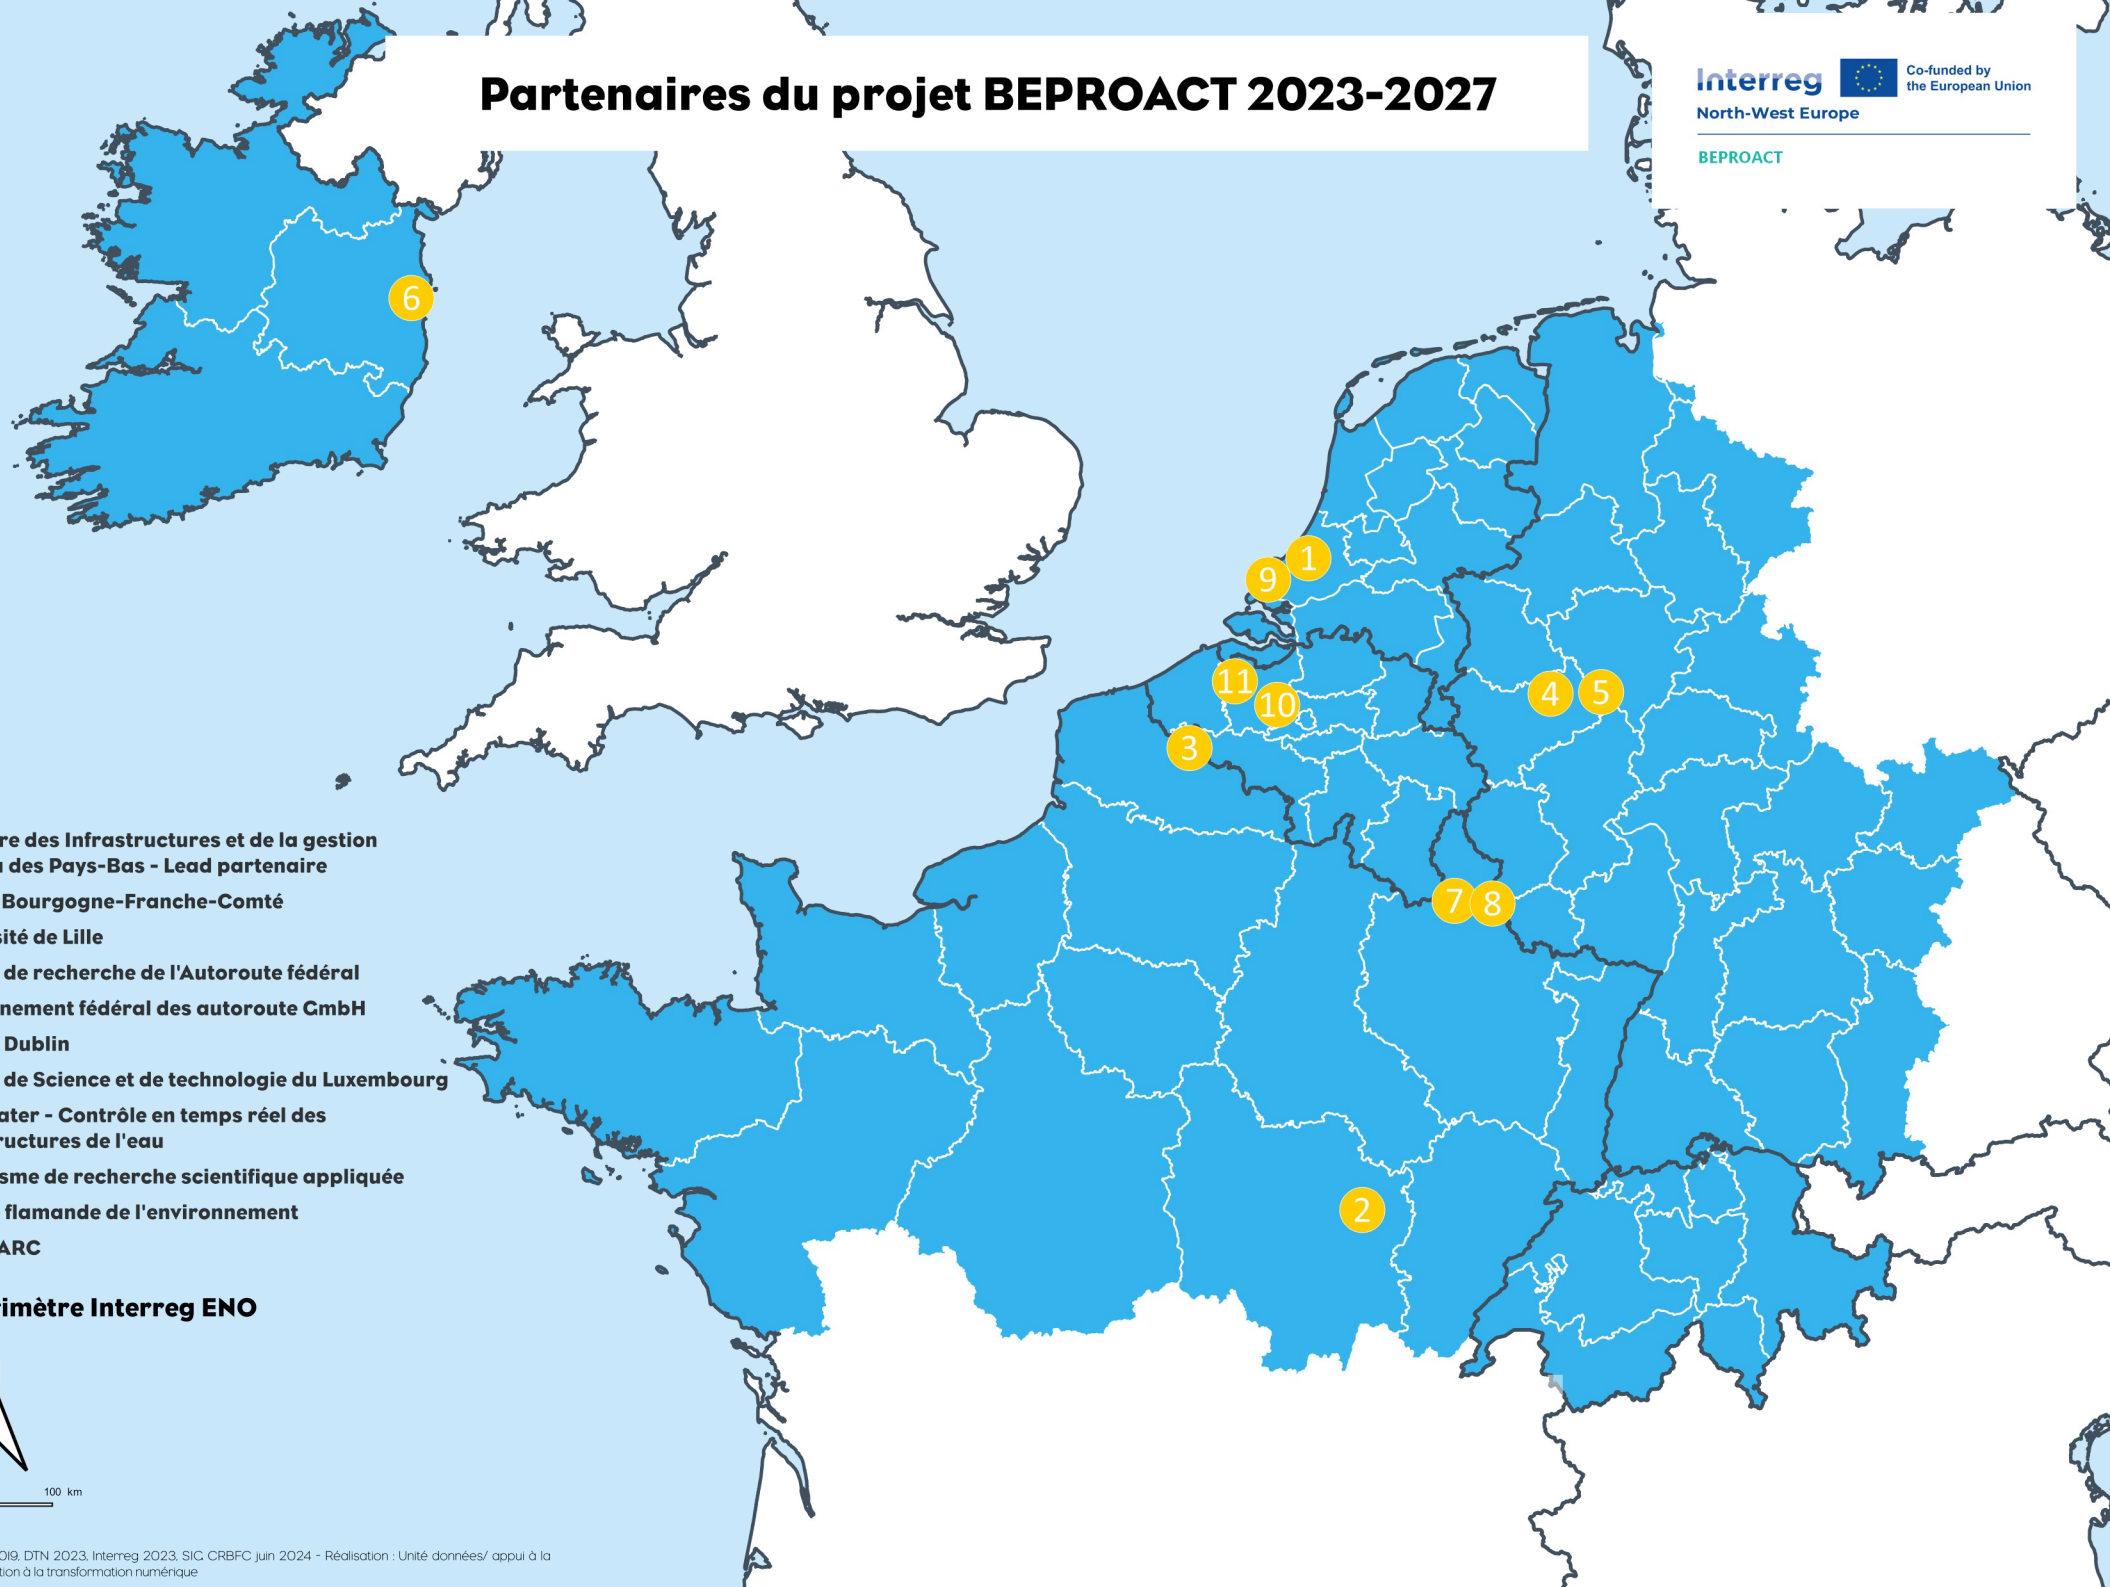 Partenaires du projet BEPROACT 2023-2027
Interreg
Co-funded by
the European Union
North-West Europe
BEPROACT
6
1
9
11
10
4
5
3
7
8
2
re des Infrastructures et de la gestion
des Pays-Bas - Lead partenaire
Bourgogne-Franche-Comté
sité de Lille
de recherche de l'Autoroute fédéral
nement fédéral des autoroute GmbH
Dublin
de Science et de technologie du Luxembourg
ater - Contrôle en temps réel des
ructures de l'eau
sme de recherche scientifique appliquée
flamande de l'environnement
ARC
rimètre Interreg ENO
100 km
019, DTN 2023, Interreg 2023, SIG CRBFC juin 2024 - Réalisation : Unité données/ appui à la
tion à la transformation numérique